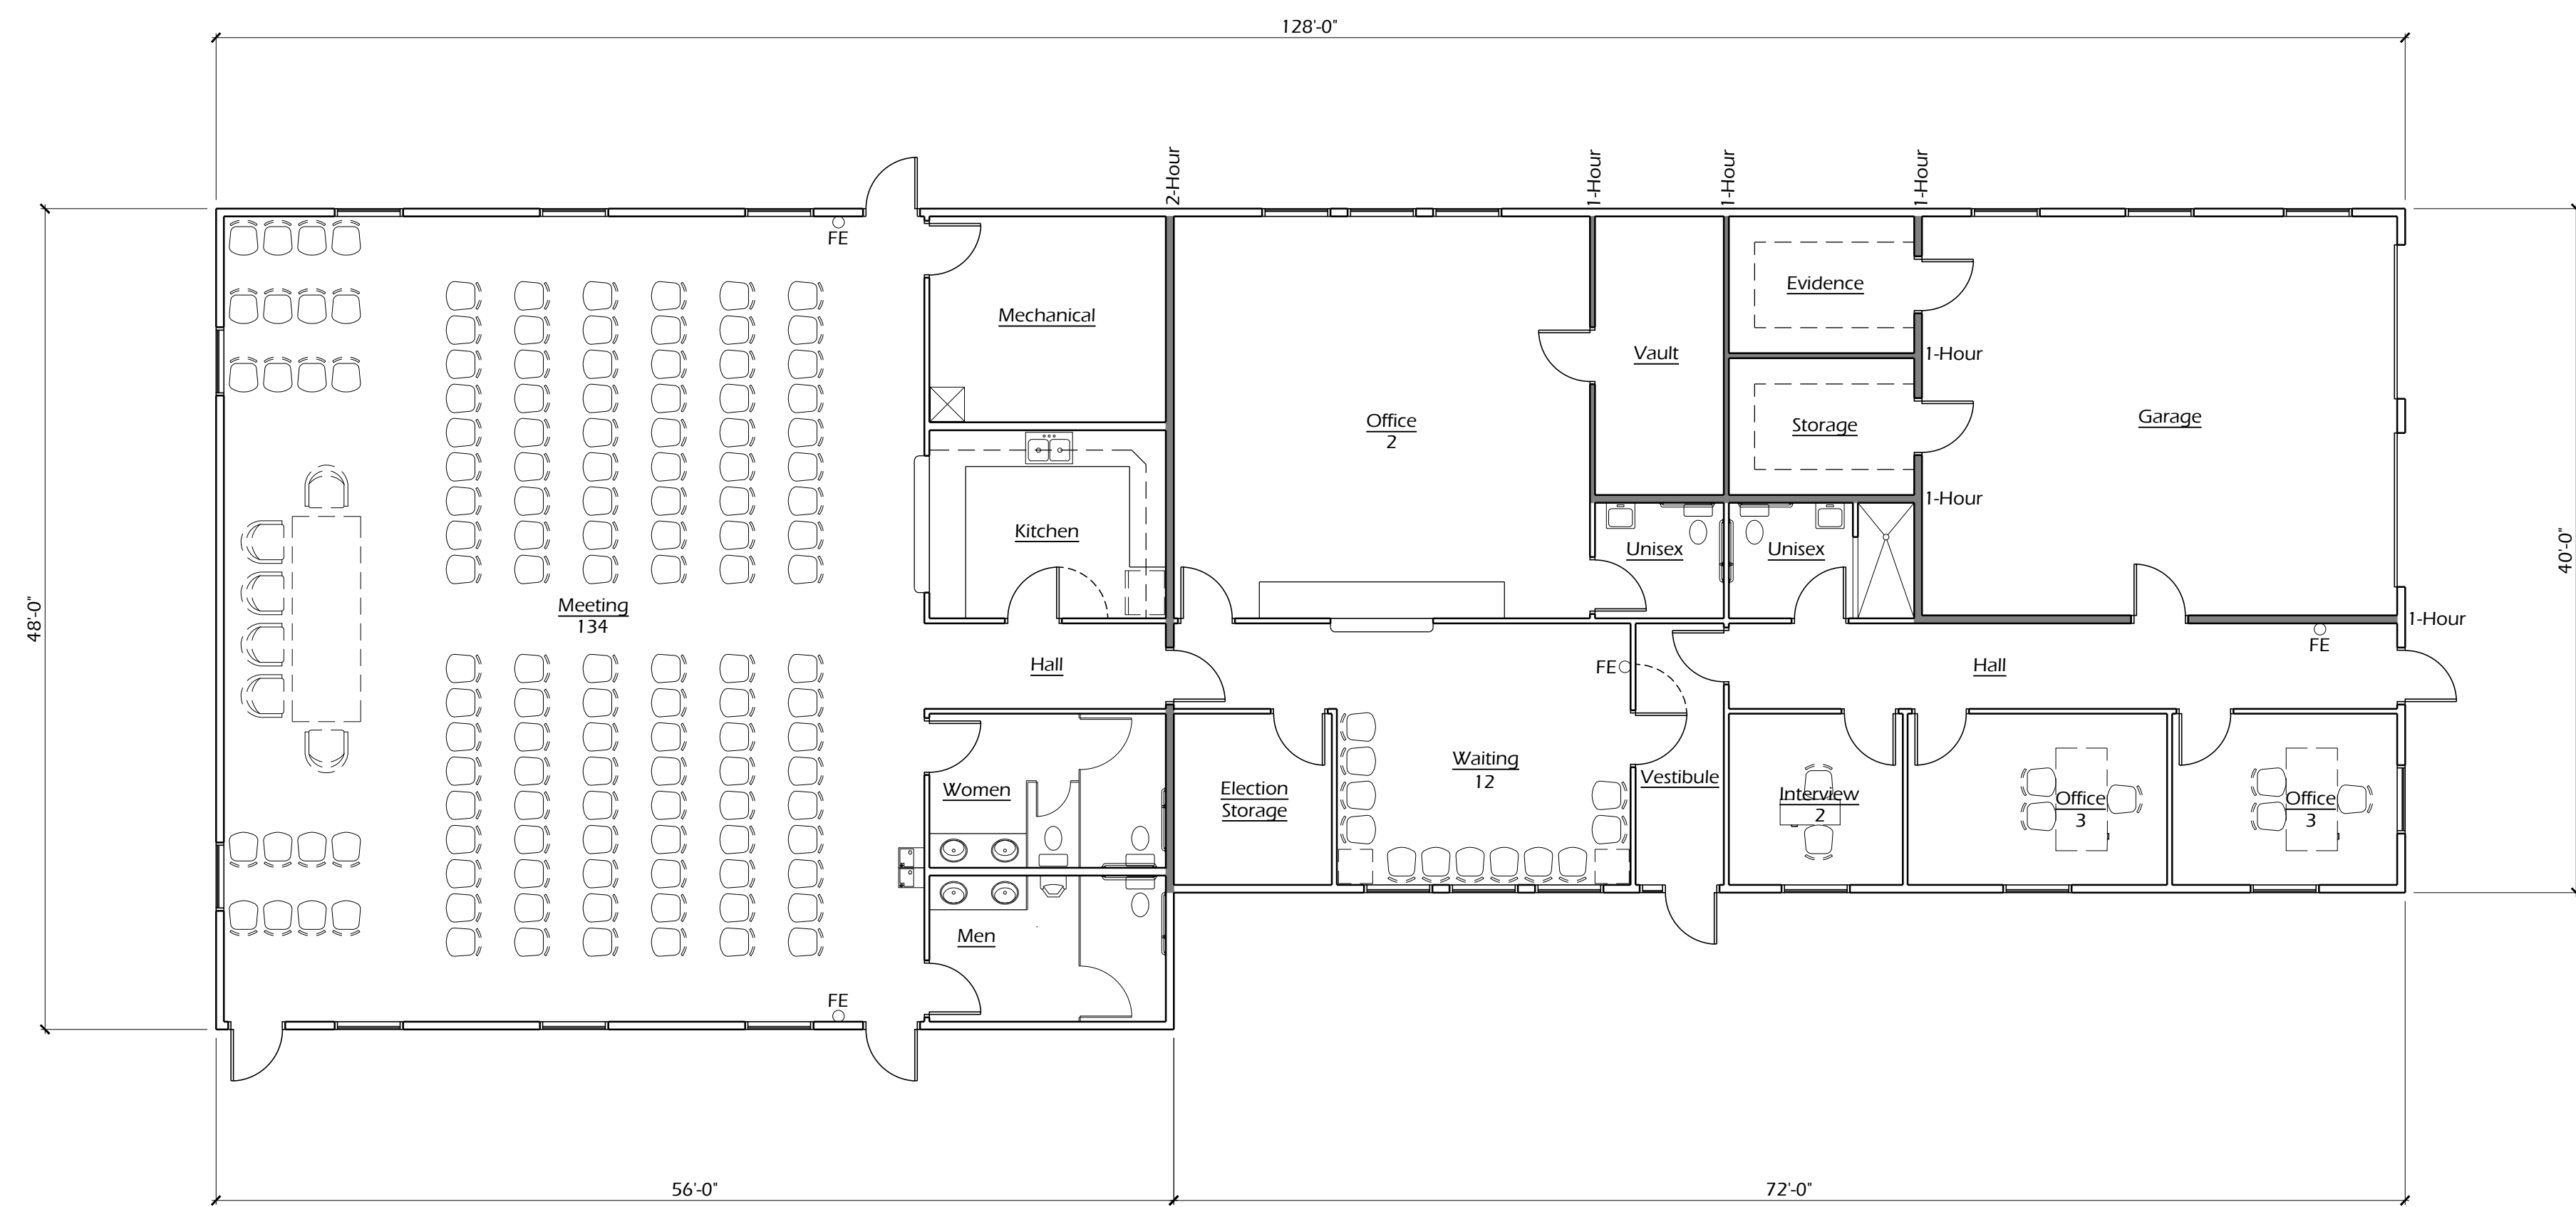 128'-0"
2-Hour
1-Hour
1-Hour
1-Hour
FE
Mechanical
Evidence
1-Hour
Vault
Office
2
Storage
Garage
1-Hour
Kitchen
Unisex
Unisex
40'-0"
48'-0"
Meeting
134
1-Hour
FE
Hall
FE
Hall
Women
Election
Storage
Waiting
12
Vestibule
Interview
2
Office
3
Office
3
Men
FE
56'-0"
72'-0"